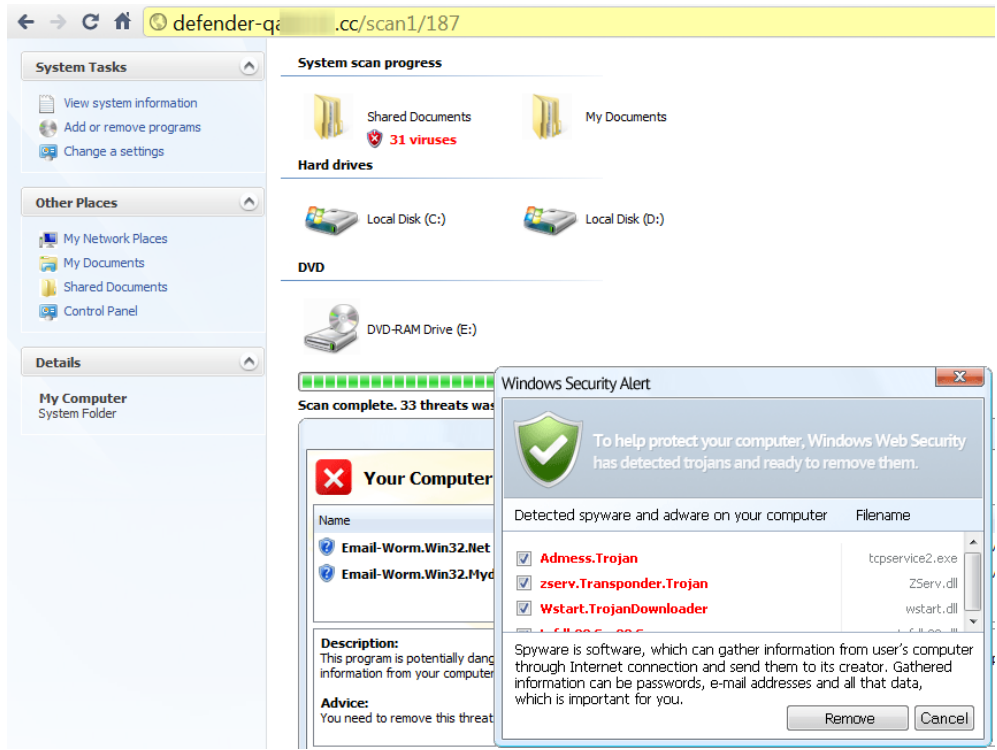 defender-qa .cc/scan1/187
System Tasks
View system information
Add or remove programs
Change a settings
Other Places
My Network Places
My Documents
Shared Documents
Control Panel
Details
My Computer
System Folder
System scan progress
Shared Documents
31 viruses
My Documents
Hard drives
Local Disk (C:)
Local Disk (D:)
DVD
DVD-RAM Drive (E:)
Scan complete. 33 threats was
Your Computer
Name
Email-Worm.Win32.Net
Email-Worm.Win32.Myd
Description:
This program is potentially dang
information from your computer
Advice:
You need to remove this threat
Windows Security Alert
To help protect your computer, Windows Web Security
has detected trojans and ready to remove them.
Detected spyware and adware on your computer Filename
Admess.Trojan tcpservice2.exe
zserv.Transponder.Trojan ZServ.dll
Wstart.TrojanDownloader wstart.dll
Spyware is software, which can gather information from user's computer
through Internet connection and send them to its creator. Gathered
information can be passwords, e-mail addresses and all that data,
which is important for you.
Remove Cancel